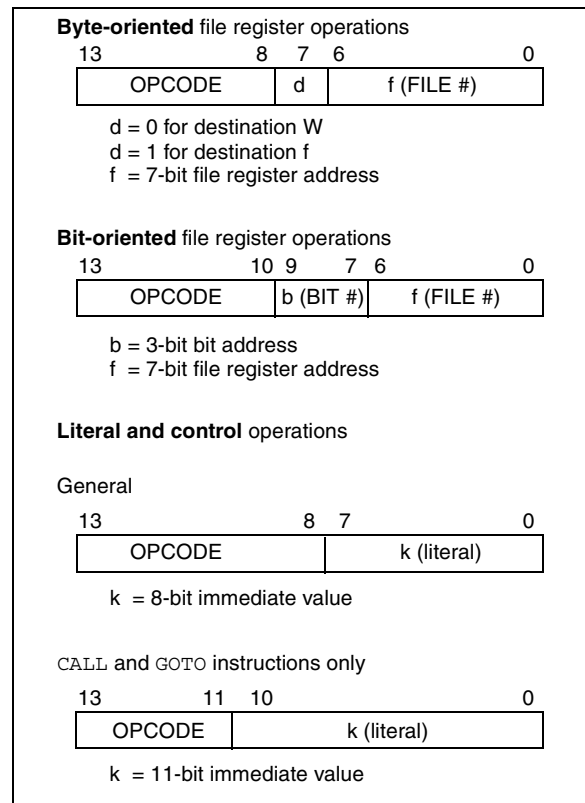 Byte-oriented file register operations
13 8 7 6 0
OPCODE d f (FILE #)
d = 0 for destination W
d = 1 for destination f
f = 7-bit file register address
Bit-oriented file register operations
13 10 9 7 6 0
OPCODE b (BIT #) f (FILE #)
b = 3-bit bit address
f = 7-bit file register address
Literal and control operations
General
13 8 7 0
OPCODE k (literal)
k = 8-bit immediate value
CALL and GOTO instructions only
13 11 10 0
OPCODE k (literal)
k = 11-bit immediate value